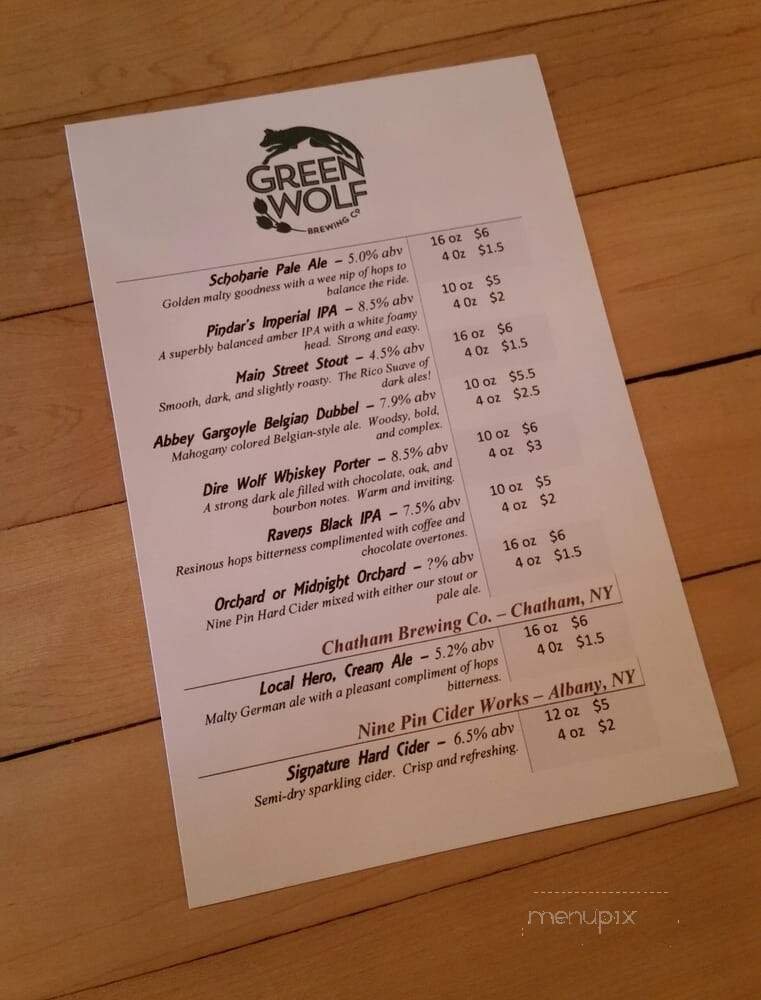 GREEN
WOLF
BREWING CO
Schoharie Pale Ale – 5.0% abv 16 oz $6
Golden malty goodness with a wee nip of hops to 4 Oz $1.5
balance the ride.
Pindar's Imperial IPA – 8.5% abv 10 oz $5
A superbly balanced amber IPA with a white foamy 4 Oz $2
head. Strong and easy.
Main Street Stout – 4.5% abv 16 oz $6
Smooth, dark, and slightly roasty. The Rico Suave of 4 Oz $1.5
dark ales!
Abbey Gargoyle Belgian Dubbel – 7.9% abv 10 oz $5.5
Mahogany colored Belgian-style ale. Woodsy, bold, 4 oz $2.5
and complex.
Dire Wolf Whiskey Porter – 8.5% abv 10 oz $6
A strong dark ale filled with chocolate, oak, and 4 oz $3
bourbon notes. Warm and inviting.
Ravens Black IPA – 7.5% abv 10 oz $5
Resinous hops bitterness complimented with coffee and 4 oz $2
chocolate overtones.
Orchard or Midnight Orchard – ?% abv 16 oz $6
Nine Pin Hard Cider mixed with either our stout or 4 oz $1.5
pale ale.
Chatham Brewing Co. – Chatham, NY
Local Hero, Cream Ale – 5.2% abv 16 oz $6
Malty German ale with a pleasant compliment of hops 4 Oz $1.5
bitterness.
Nine Pin Cider Works – Albany, NY
Signature Hard Cider – 6.5% abv 12 oz $5
Semi-dry sparkling cider. Crisp and refreshing. 4 oz $2
menupix